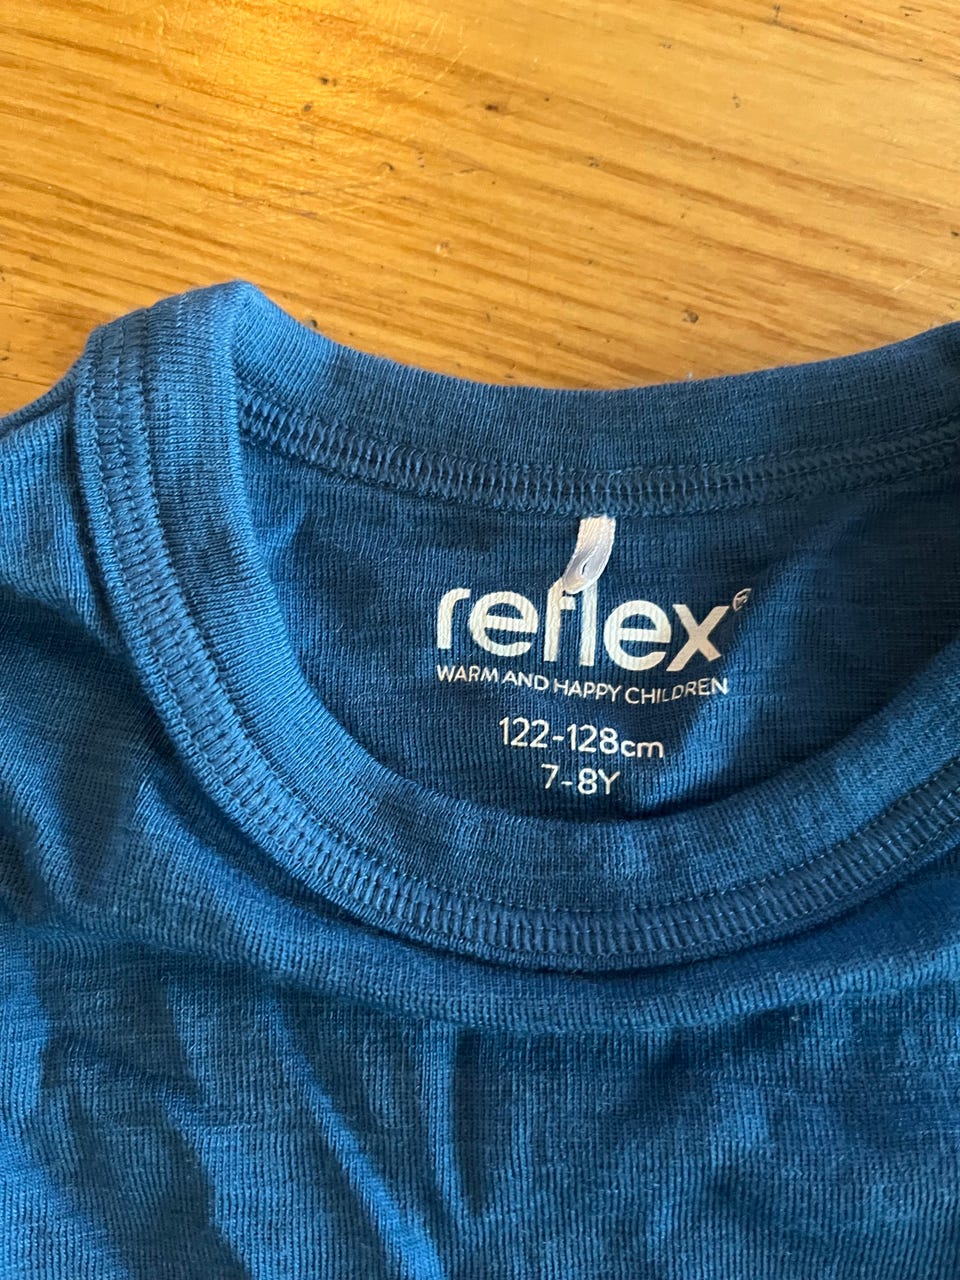 reflex®
WARM AND HAPPY CHILDREN
122-128cm
7-8Y